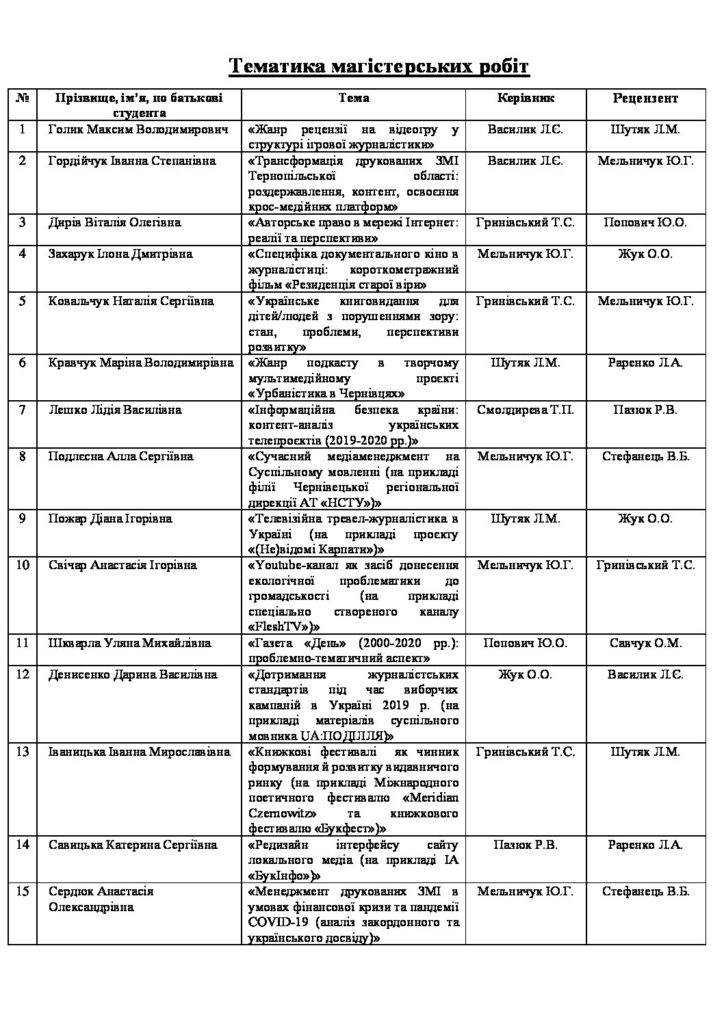 Тематика магістерських робіт
№ Прізвище, ім’я, по батькові Тема Керівник Рецензент
студента
1 Голик Максим Володимирович «Жанр рецензії на відеогру у Василик Л.Є. Шутяк Л.М.
структурі ігрової журналістики»
2 Гордійчук Іванна Степанівна «Трансформація друкованих ЗМІ Василик Л.Є. Мельничук Ю.Г.
Тернопільської області:
роздержавлення, контент, освоєння
крос-медійних платформ»
3 Дирів Віталія Олегівна «Авторське право в мережі Інтернет: Гринівський Т.С. Попович Ю.О.
реалії та перспективи»
4 Захарук Ілона Дмитрівна «Специфіка документального кіно в Мельничук Ю.Г. Жук О.О.
журналістиці: короткометражний
фільм «Резиденція старої віри»
5 Ковальчук Наталія Сергіївна «Українське книговидання для Гринівський Т.С. Мельничук Ю.Г.
дітей/людей з порушеннями зору:
стан, проблеми, перспективи
розвитку»
6 Кравчук Маріна Володимирівна «Жанр подкасту в творчому Шутяк Л.М. Раренко Л.А.
мультимедійному проєкті
«Урбаністика в Чернівцях»
7 Лешко Лідія Василівна «Інформаційна безпека країни: Смолдирева Т.П. Пазюк Р.В.
контент-аналіз українських
телепроєктів (2019-2020 рр.)»
8 Подлєсна Алла Сергіївна «Сучасний медіаменеджмент на Мельничук Ю.Г. Стефанець В.Б.
Суспільному мовленні (на прикладі
філії Чернівецької регіональної
дирекції АТ «НСТУ»)»
9 Пожар Діана Ігорівна «Телевізійна тревел-журналістика в Шутяк Л.М. Жук О.О.
Україні (на прикладі проєкту
«(Не)відомі Карпати»)»
10 Свічар Анастасія Ігорівна «Youtube-канал як засіб донесення Мельничук Ю.Г. Гринівський Т.С.
екологічної проблематики до
громадськості (на прикладі
спеціально створеного каналу
«FleshTV»)»
11 Шкварла Уляна Михайлівна «Газета «День» (2000-2020 рр.): Попович Ю.О. Савчук О.М.
проблемно-тематичний аспект»
12 Денисенко Дарина Василівна «Дотримання журналістських Жук О.О. Василик Л.Є.
стандартів під час виборчих
кампаній в Україні 2019 р. (на
прикладі матеріалів суспільного
мовника UA:ПОДІЛЛЯ)»
13 Іваницька Іванна Мирославівна «Книжкові фестивалі як чинник Гринівський Т.С. Шутяк Л.М.
формування й розвитку видавничого
ринку (на прикладі Міжнародного
поетичного фестивалю «Meridian
Czernowitz» та книжкового
фестивалю «Букфест»)»
14 Савицька Катерина Сергіївна «Редизайн інтерфейсу сайту Пазюк Р.В. Раренко Л.А.
локального медіа (на прикладі ІА
«БукІнфо»)»
15 Сердюк Анастасія «Менеджмент друкованих ЗМІ в Мельничук Ю.Г. Стефанець В.Б.
Олександрівна умовах фінансової кризи та пандемії
COVID-19 (аналіз закордонного та
українського досвіду)»